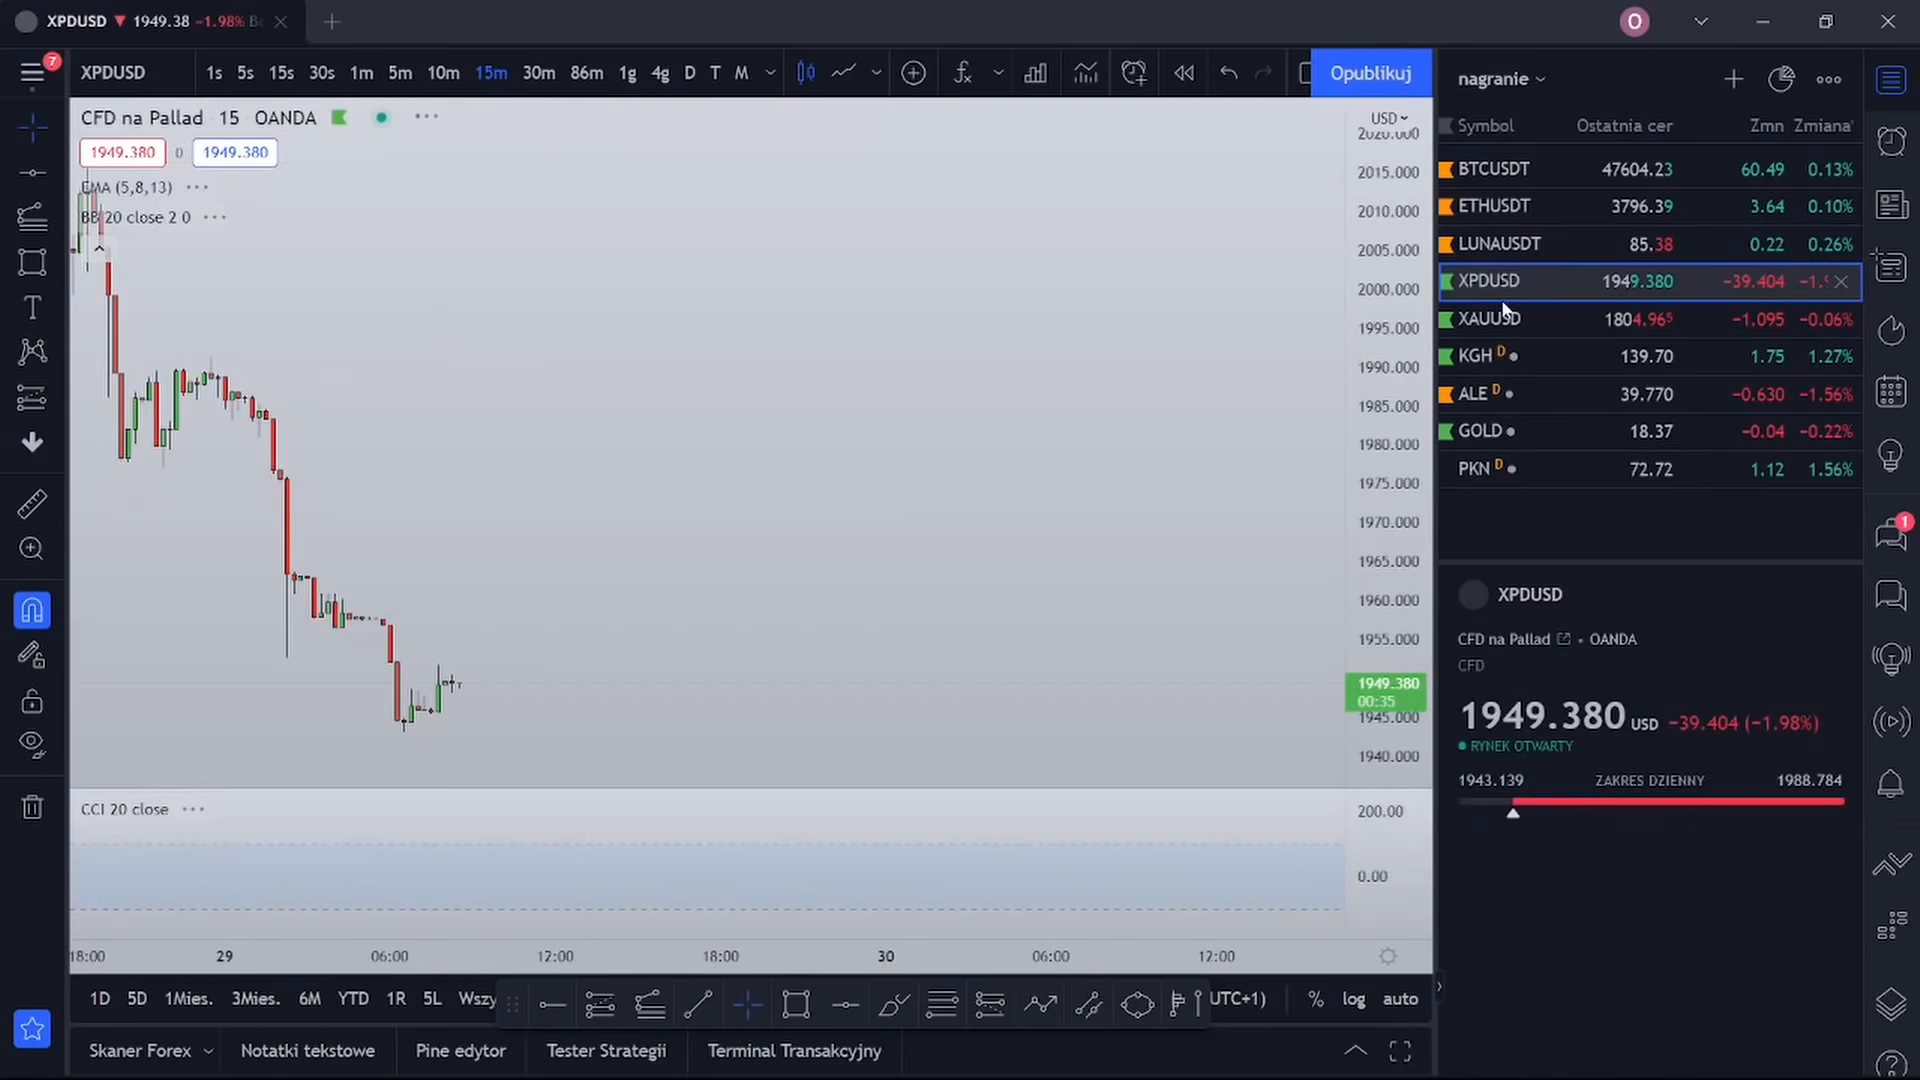 XPDUSD ▼ 1949.38 −1.98%
O
7
XPDUSD 1s 5s 15s 30s 1m 5m 10m 15m 30m 86m 1g 4g D T M
Opublikuj
nagranie
CFD na Pallad 15 OANDA
1949.380 0 1949.380
EMA (5,8,13)
BB 20 close 2 0
USD
2020.000
2015.000
2010.000
2005.000
2000.000
1995.000
1990.000
1985.000
1980.000
1975.000
1970.000
1965.000
1960.000
1955.000
1949.380
00:35
1945.000
1940.000
CCI 20 close
200.00
0.00
18:00 29 06:00 12:00 18:00 30 06:00 12:00
1D 5D 1Mies. 3Mies. 6M YTD 1R 5L Wszy
UTC+1) % log auto
Skaner Forex Notatki tekstowe Pine edytor Tester Strategii Terminal Transakcyjny
Symbol Ostatnia cer Zmn Zmiana
BTCUSDT 47604.23 60.49 0.13%
ETHUSDT 3796.39 3.64 0.10%
LUNAUSDT 85.38 0.22 0.26%
XPDUSD 1949.380 −39.404
XAUUSD 1804.965 −1.095 −0.06%
KGH D 139.70 1.75 1.27%
ALE D 39.770 −0.630 −1.56%
GOLD 18.37 −0.04 −0.22%
PKN D 72.72 1.12 1.56%
XPDUSD
CFD na Pallad • OANDA
CFD
1949.380 USD −39.404 (−1.98%)
RYNEK OTWARTY
1943.139 ZAKRES DZIENNY 1988.784
1